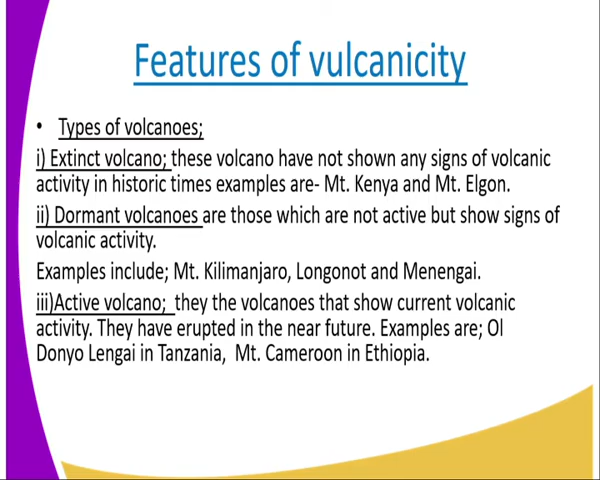 Features of vulcanicity
• Types of volcanoes;
i) Extinct volcano; these volcano have not shown any signs of volcanic
activity in historic times examples are- Mt. Kenya and Mt. Elgon.
ii) Dormant volcanoes are those which are not active but show signs of
volcanic activity.
Examples include; Mt. Kilimanjaro, Longonot and Menengai.
iii)Active volcano; they the volcanoes that show current volcanic
activity. They have erupted in the near future. Examples are; Ol
Donyo Lengai in Tanzania, Mt. Cameroon in Ethiopia.